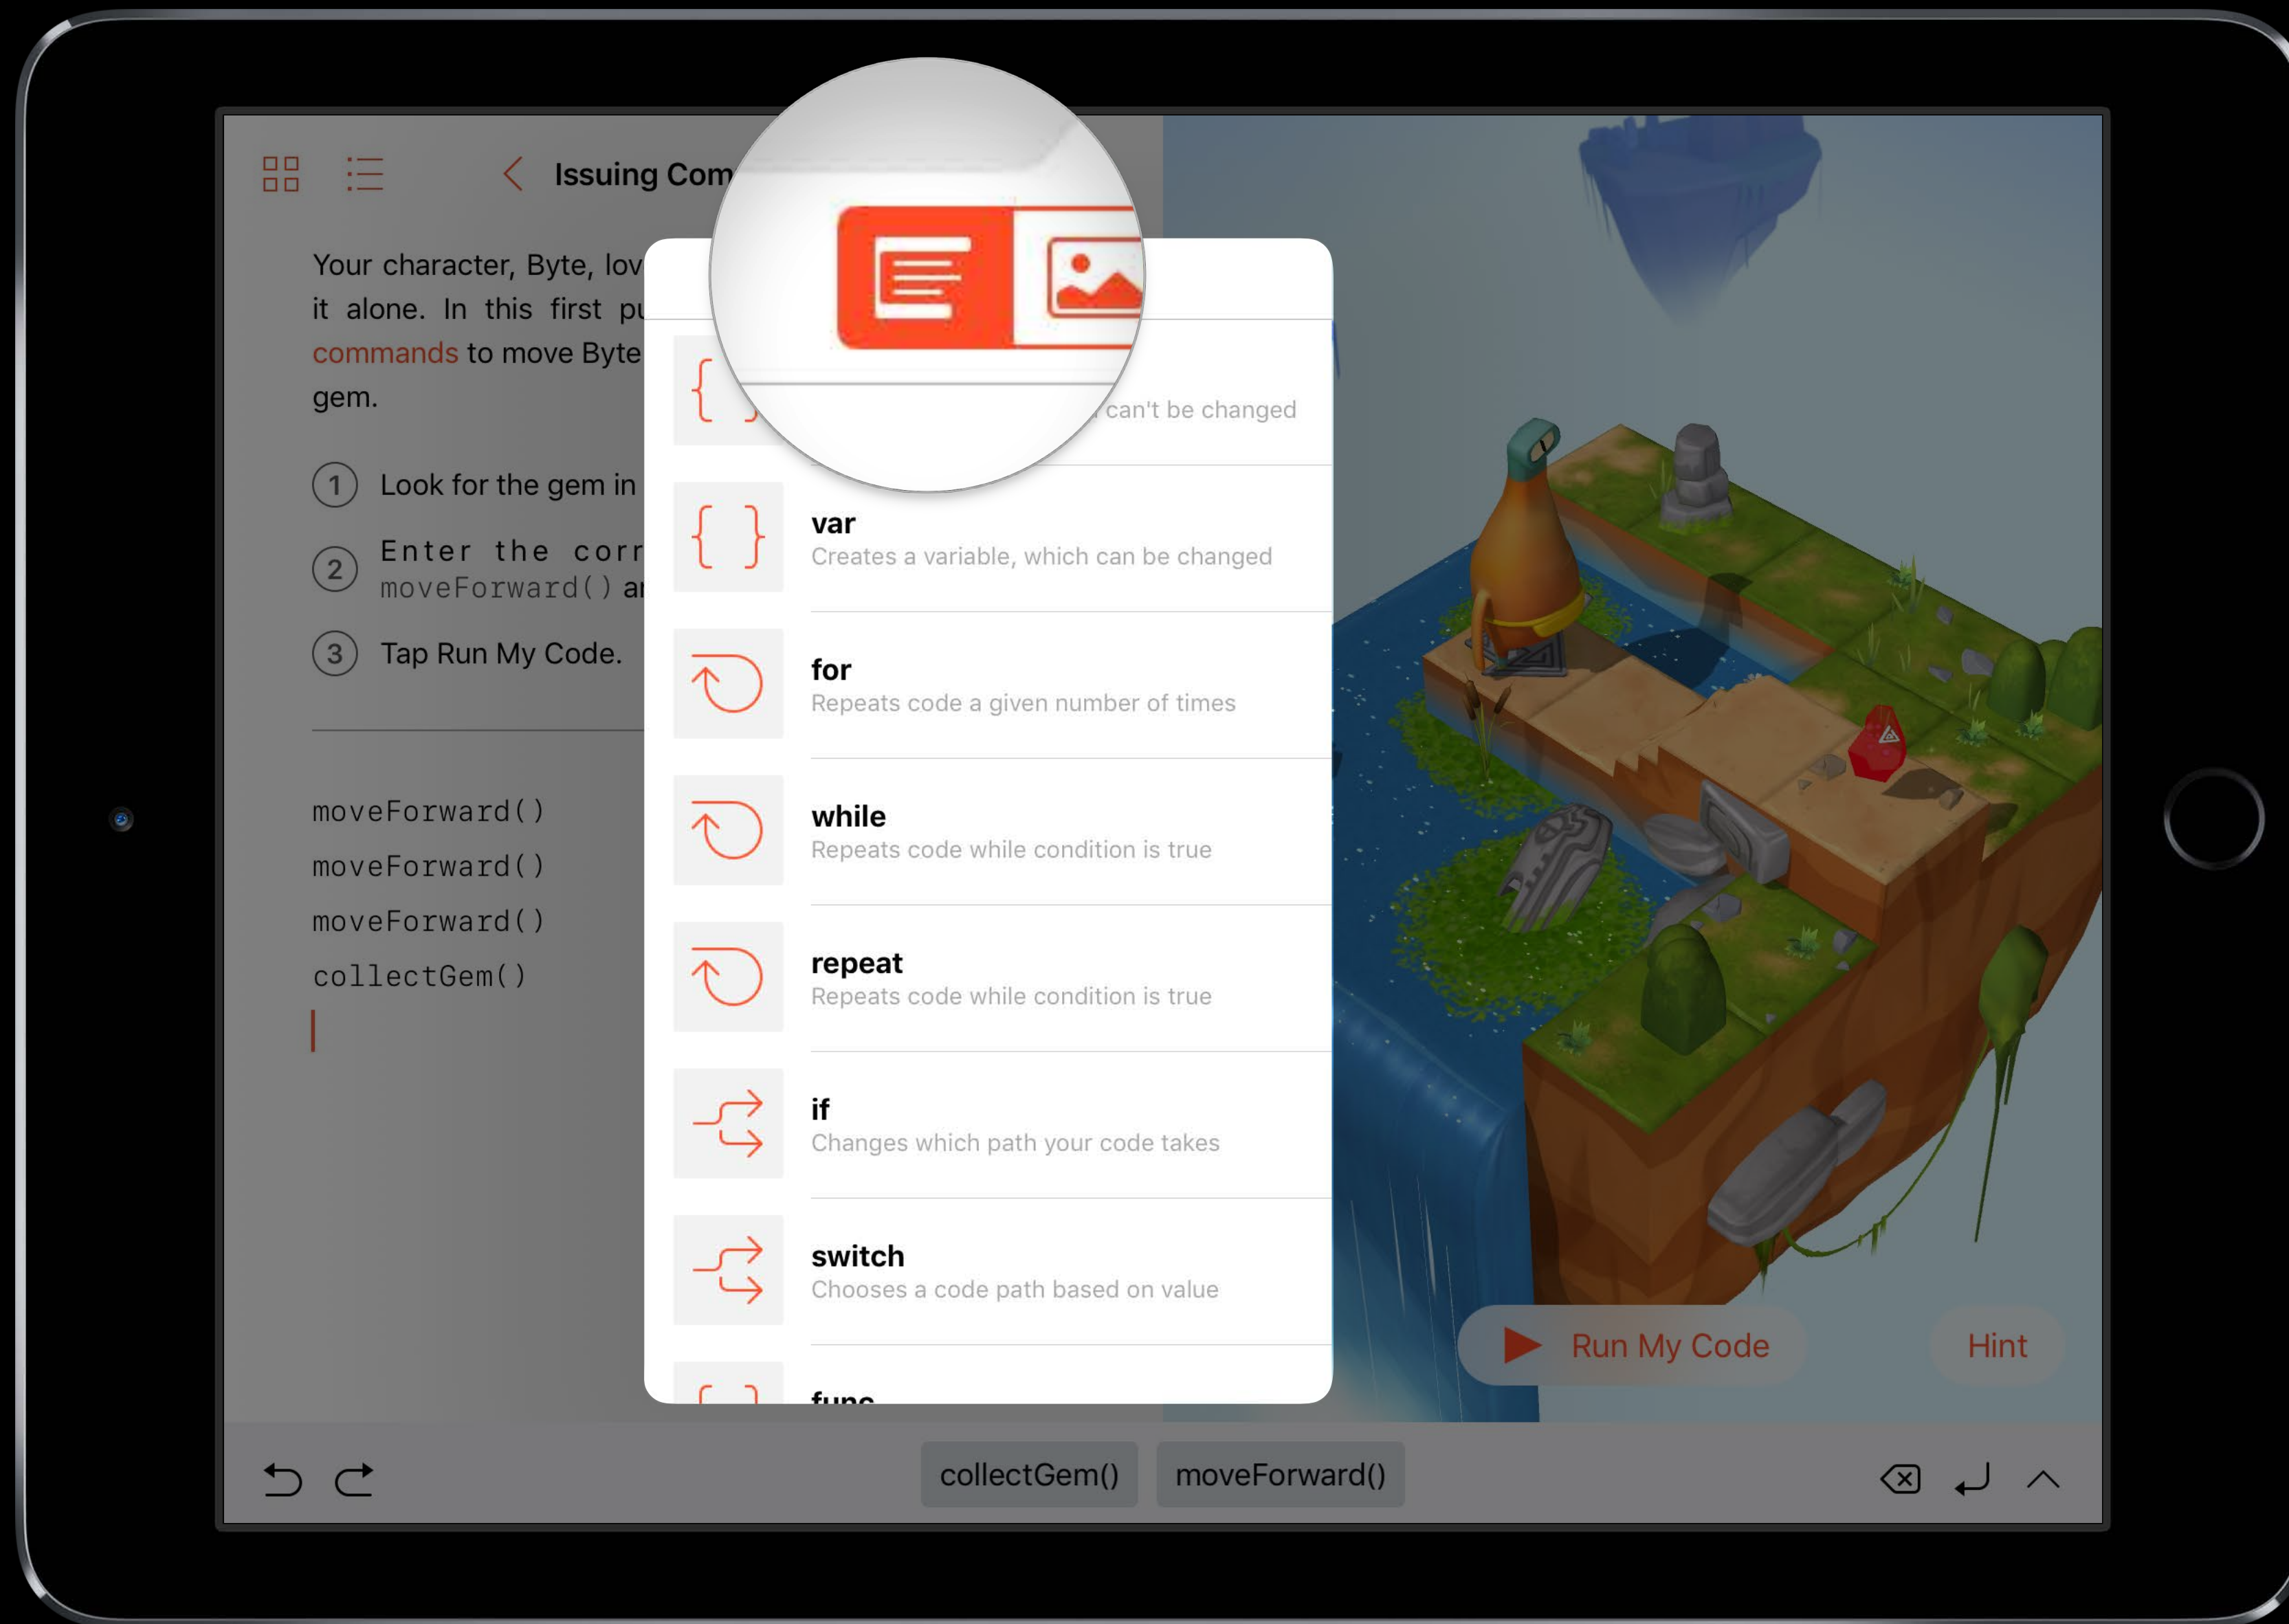 Issuing Com
Your character, Byte, lov
it alone. In this first pu
commands to move Byte
gem.
1 Look for the gem in
2 Enter the corr
moveForward() ar
3 Tap Run My Code.
moveForward()
moveForward()
moveForward()
collectGem()
can't be changed
var
Creates a variable, which can be changed
for
Repeats code a given number of times
while
Repeats code while condition is true
repeat
Repeats code while condition is true
if
Changes which path your code takes
switch
Chooses a code path based on value
func
Run My Code
Hint
collectGem()
moveForward()